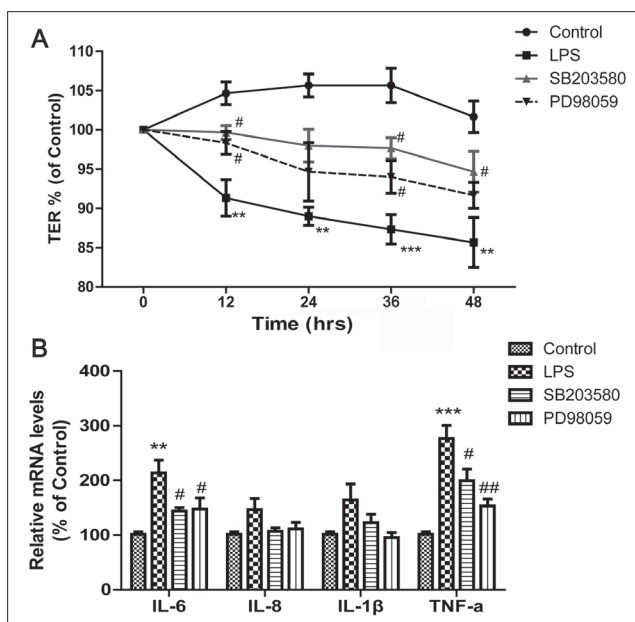 A
Control
LPS
SB203580
PD98059
TER % (of Control)
110
105
100
95
90
85
80
#
#
#
#
#
**
**
***
**
0
12
24
36
48
Time (hrs)
B
Control
LPS
SB203580
PD98059
Relative mRNA levels
(% of Control)
400
300
200
100
0
**
#
#
***
#
##
IL-6
IL-8
IL-1β
TNF-a